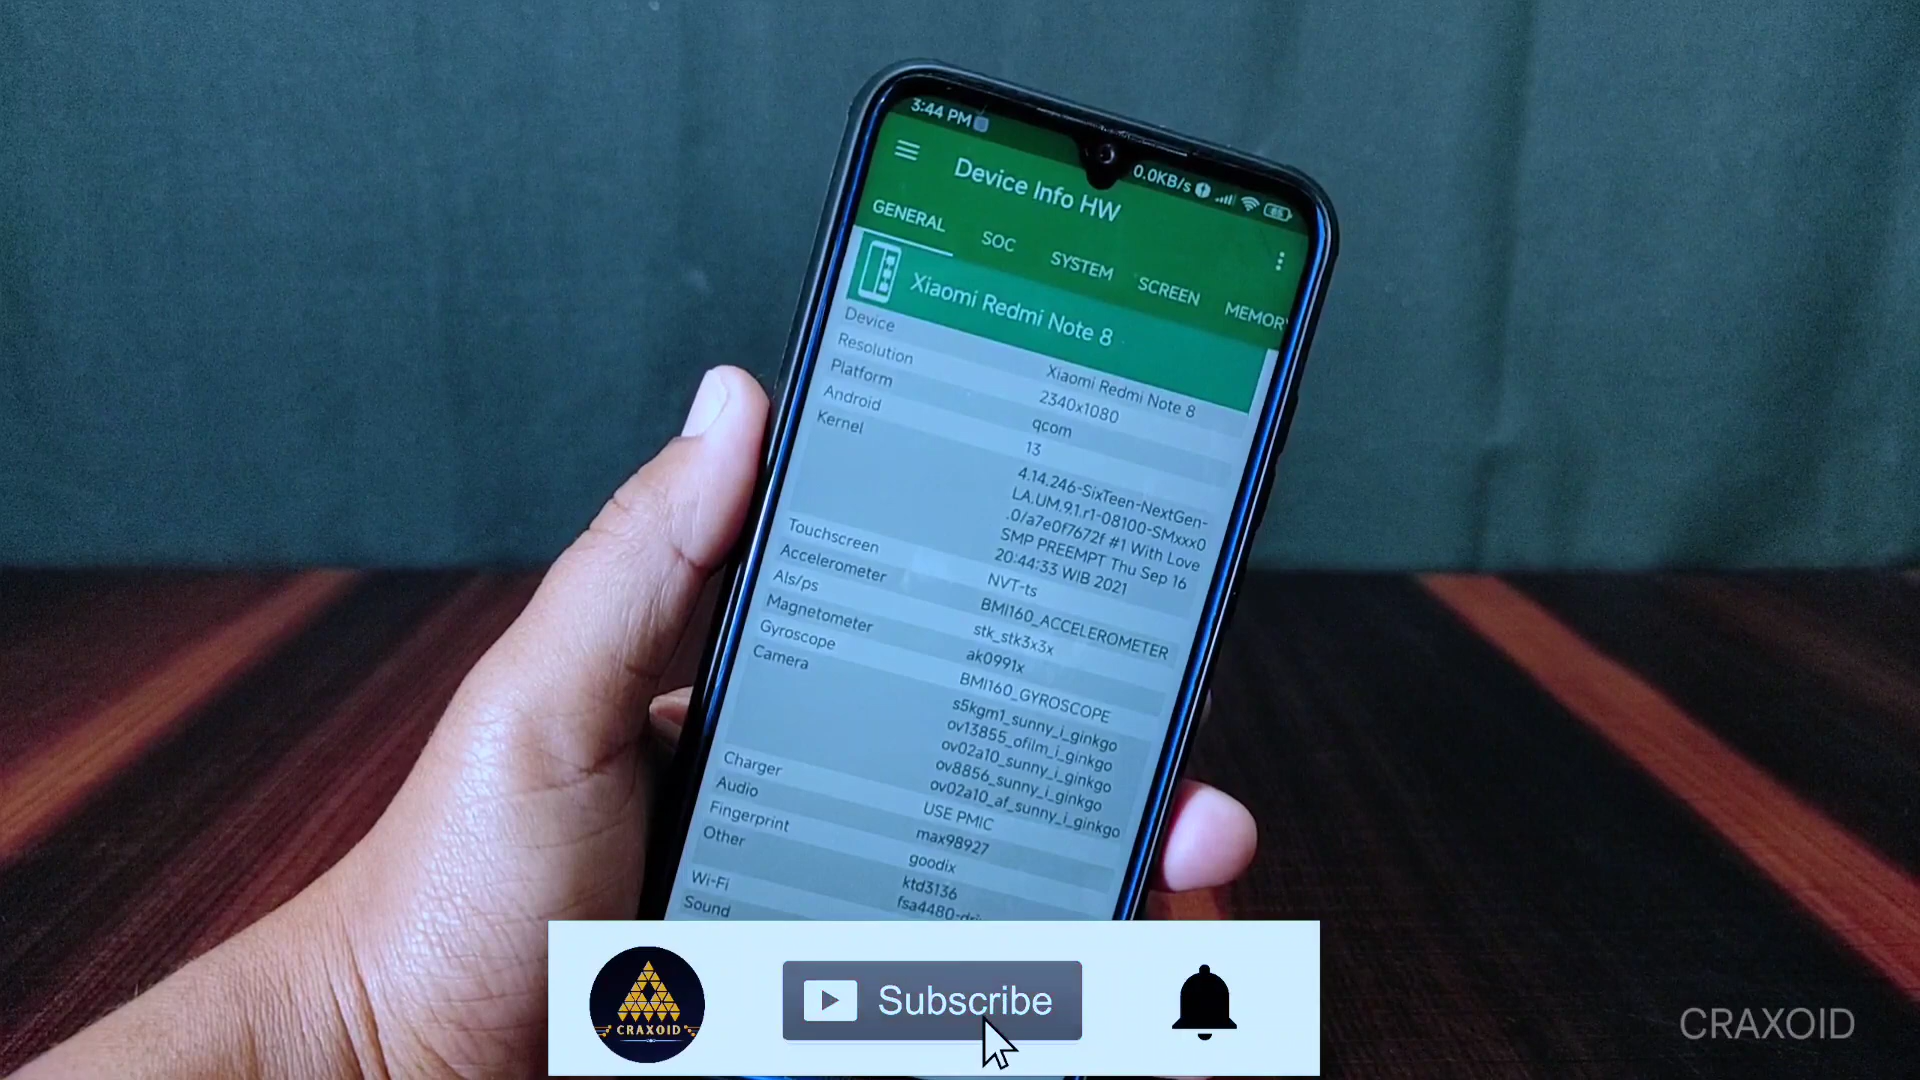 3:44 PM
0.0KB/s
Device Info HW
GENERAL SOC SYSTEM SCREEN MEMORY
Xiaomi Redmi Note 8
Device Xiaomi Redmi Note 8
Resolution 2340x1080
Platform qcom
Android 13
Kernel 4.14.246-SixTeen-NextGen-
LA.UM.9.1.r1-08100-SMxxx0
.0/a7e0f7672f #1 With Love
SMP PREEMPT Thu Sep 16
20:44:33 WIB 2021
Touchscreen NVT-ts
Accelerometer BMI160_ACCELEROMETER
Als/ps stk_stk3x3x
Magnetometer ak0991x
Gyroscope BMI160_GYROSCOPE
Camera s5kgm1_sunny_i_ginkgo
ov13855_ofilm_i_ginkgo
ov02a10_sunny_i_ginkgo
ov8856_sunny_i_ginkgo
ov02a10_af_sunny_i_ginkgo
Charger USE PMIC
Audio max98927
Fingerprint goodix
Other ktd3136
Wi-Fi
Sound
CRAXOID
Subscribe
CRAXOID